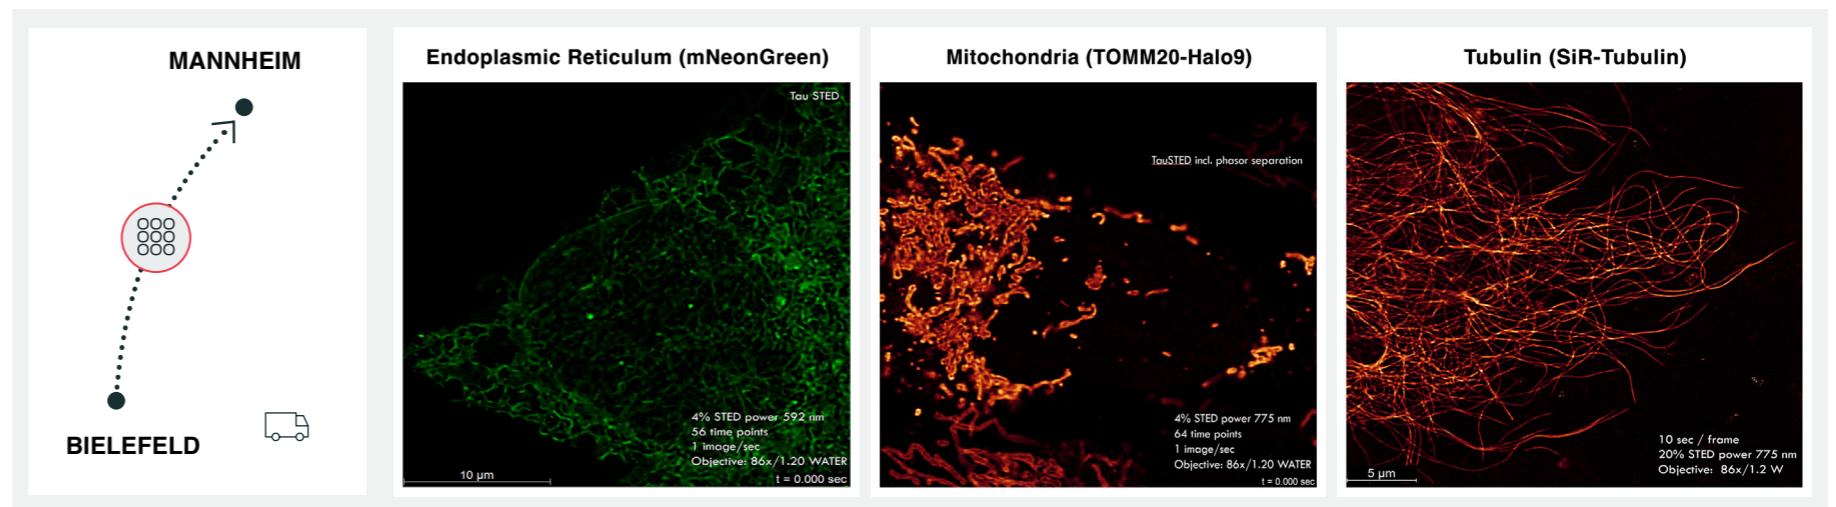 MANNHEIM
BIELEFELD
Endoplasmic Reticulum (mNeonGreen)
Tau STED
4% STED power 592 nm
56 time points
1 image/sec
Objective: 86x/1.20 WATER
10 µm
t = 0.000 sec
Mitochondria (TOMM20-Halo9)
TauSTED incl. phasor separation
4% STED power 775 nm
64 time points
1 image/sec
Objective: 86x/1.20 WATER
t = 0.000 sec
Tubulin (SiR-Tubulin)
10 sec / frame
20% STED power 775 nm
Objective: 86x/1.2 W
5 µm